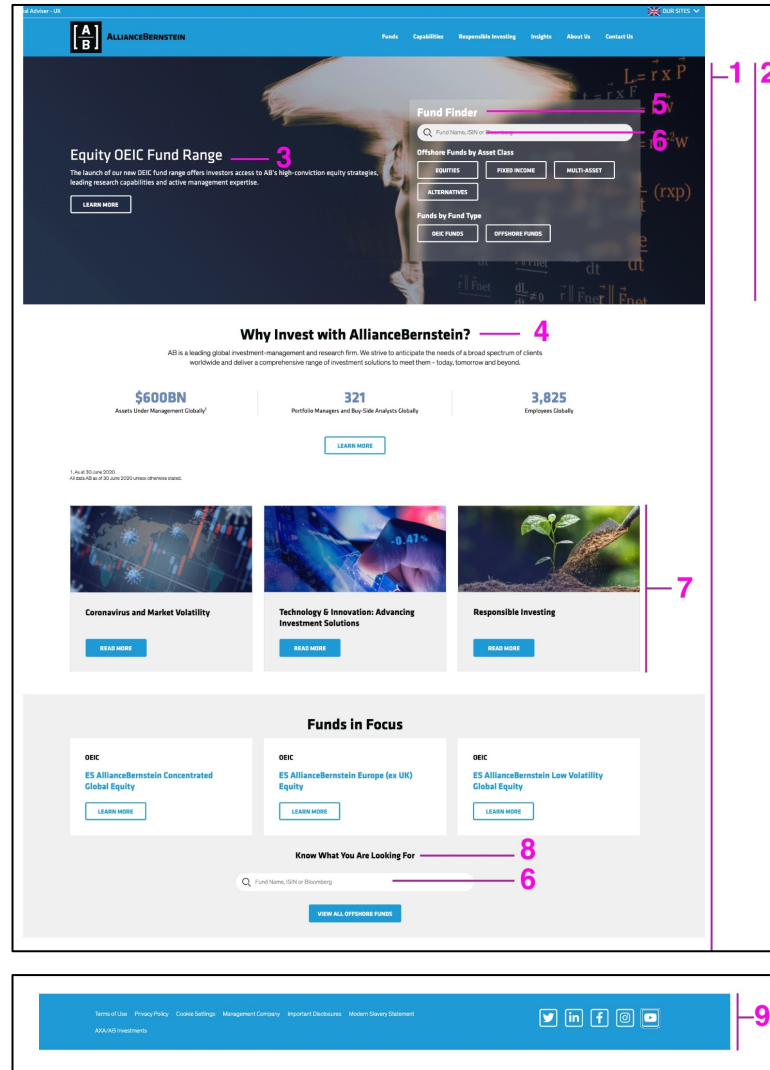 al Adviser - UK
OUR SITES
[A/B] ALLIANCEBERNSTEIN
Funds Capabilities Responsible Investing Insights About Us Contact Us
1
2
L = r x P
Fund Finder
5
Fund Name, ISIN or Bloomberg
6
Equity OEIC Fund Range
3
The launch of our new OEIC fund range offers investors access to AB's high-conviction equity strategies,
leading research capabilities and active management expertise.
LEARN MORE
Offshore Funds by Asset Class
EQUITIES FIXED INCOME MULTI-ASSET
ALTERNATIVES
(rxp)
Funds by Fund Type
OEIC FUNDS OFFSHORE FUNDS
dt dt
Why Invest with AllianceBernstein?
4
AB is a leading global investment-management and research firm. We strive to anticipate the needs of a broad spectrum of clients
worldwide and deliver a comprehensive range of investment solutions to meet them - today, tomorrow and beyond.
$600BN 321 3,825
Assets Under Management Globally¹ Portfolio Managers and Buy-Side Analysts Globally Employees Globally
LEARN MORE
1. As at 30 June 2020.
All data AB as of 30 June 2020 unless otherwise stated.
-0.47%
7
Coronavirus and Market Volatility
Technology & Innovation: Advancing
Investment Solutions
Responsible Investing
READ MORE READ MORE READ MORE
Funds in Focus
OEIC OEIC OEIC
ES AllianceBernstein Concentrated
Global Equity
ES AllianceBernstein Europe (ex UK)
Equity
ES AllianceBernstein Low Volatility
Global Equity
LEARN MORE LEARN MORE LEARN MORE
Know What You Are Looking For
8
Fund Name, ISIN or Bloomberg
6
VIEW ALL OFFSHORE FUNDS
Terms of Use Privacy Policy Cookie Settings Management Company Important Disclosures Modern Slavery Statement
AXA/AB Investments
9